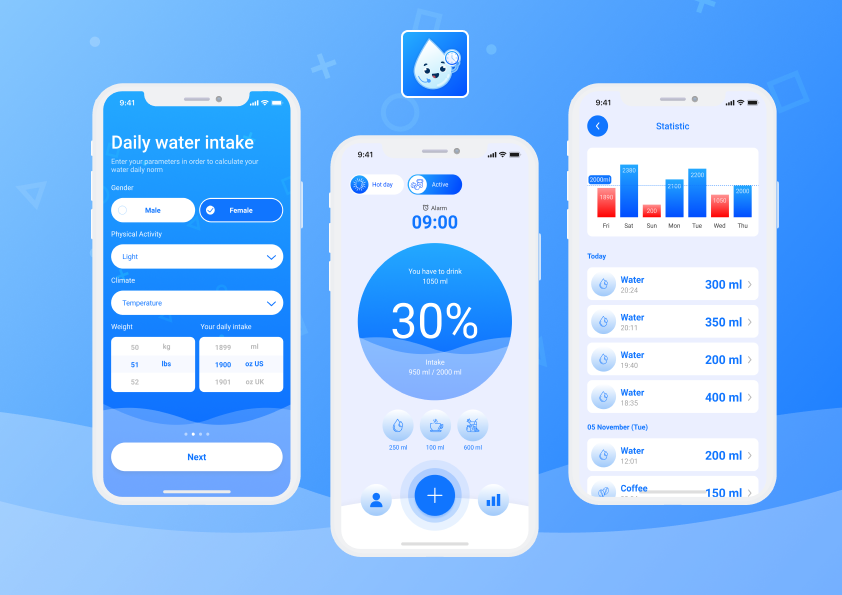 9:41
Daily water intake
Enter your parameters in order to calculate your
water daily norm
Gender
Male
Female
Physical Activity
Light
Climate
Temperature
Weight
Your daily intake
50 kg
51 lbs
52
1899 ml
1900 oz US
1901 oz UK
Next
9:41
Hot day
Active
Alarm
09:00
You have to drink
1050 ml
30%
Intake
950 ml / 2000 ml
250 ml
100 ml
600 ml
9:41
Statistic
2000ml
1890
2380
200
2100
2200
1050
2000
Fri Sat Sun Mon Tue Wed Thu
Today
Water
20:24
300 ml
Water
20:11
350 ml
Water
19:40
200 ml
Water
18:35
400 ml
05 November (Tue)
Water
12:01
200 ml
Coffee
150 ml